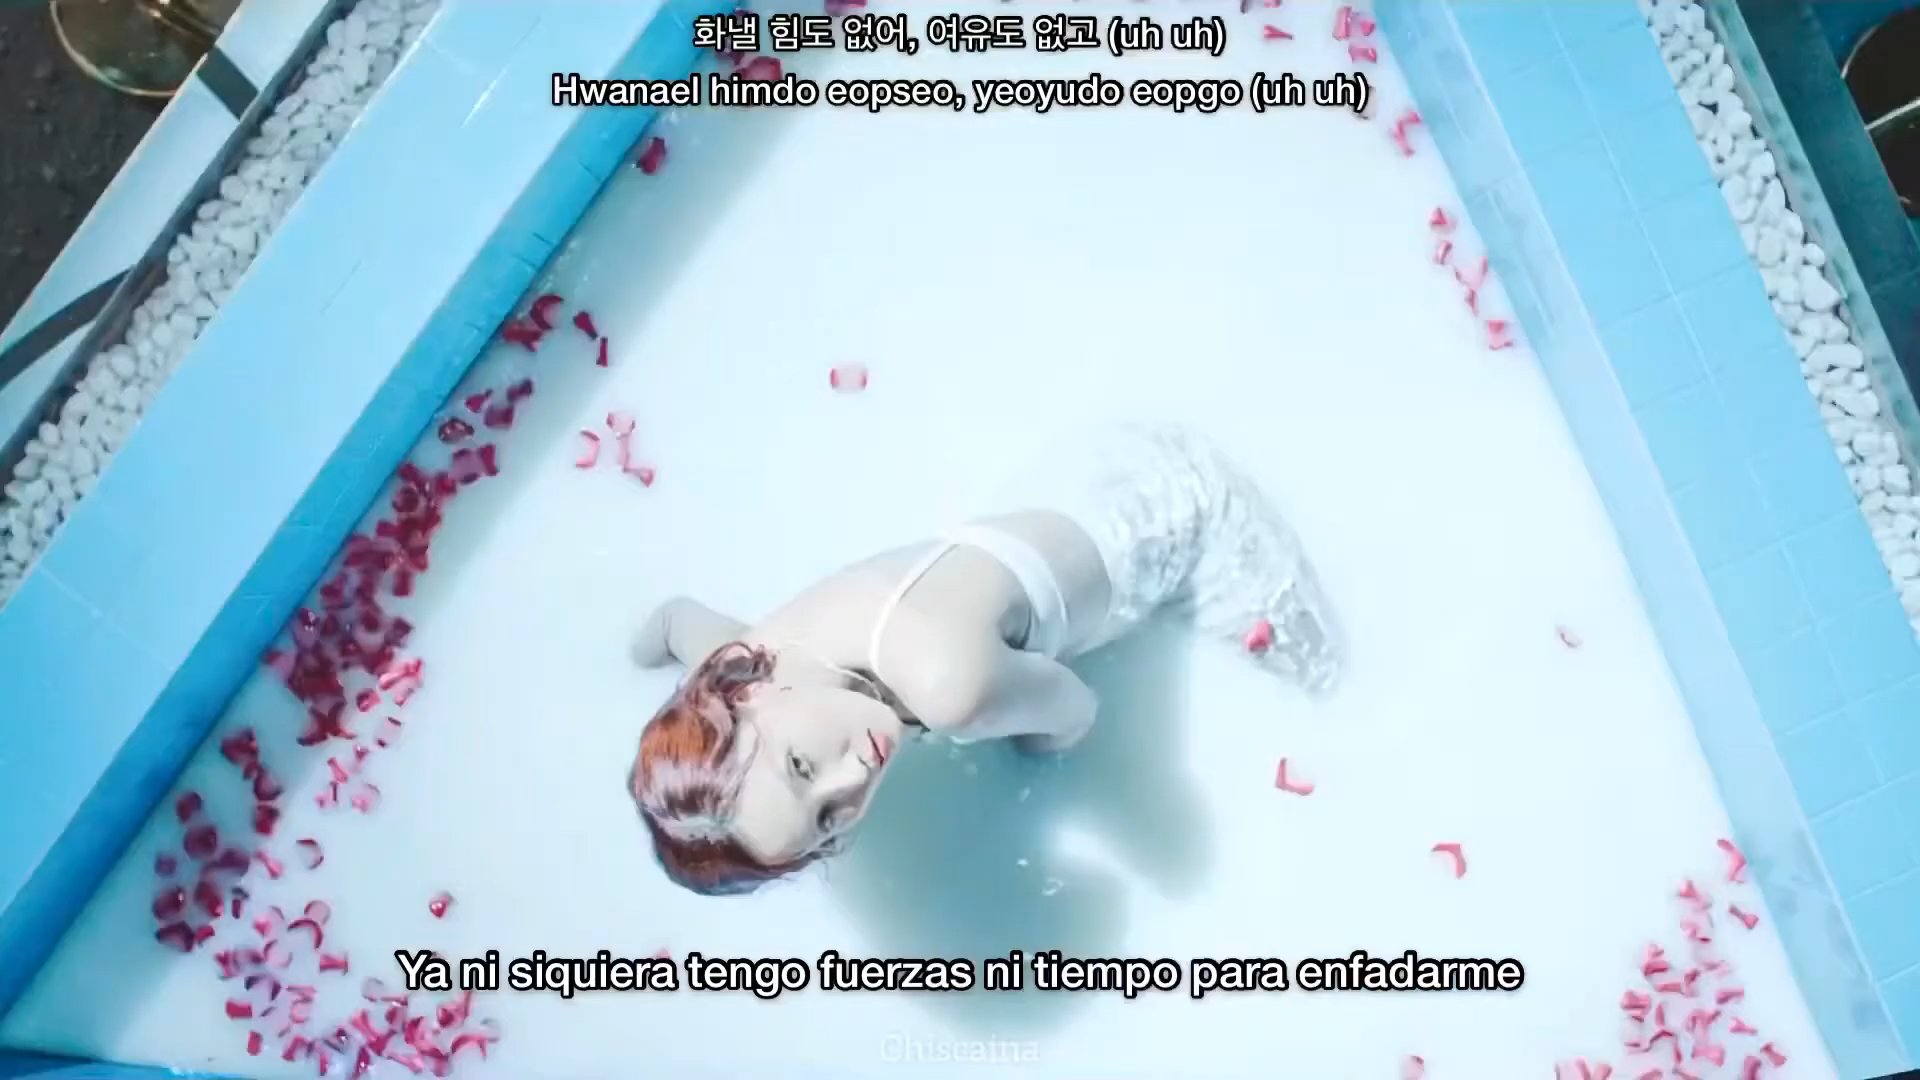 화낼 힘도 없어, 여유도 없고 (uh uh)
Hwanael himdo eopseo, yeoyudo eopgo (uh uh)
Ya ni siquiera tengo fuerzas ni tiempo para enfadarme
Chiscaina